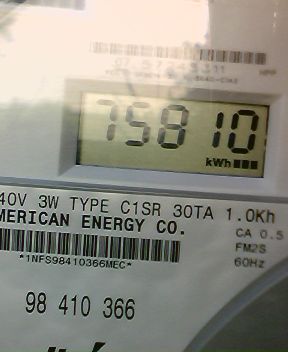 75810
kWh
40V 3W TYPE C1SR 30TA 1.0Kh
MERICAN ENERGY CO.
CA 0.5
FM2S
60Hz
*1NFS98410366MEC*
98 410 366